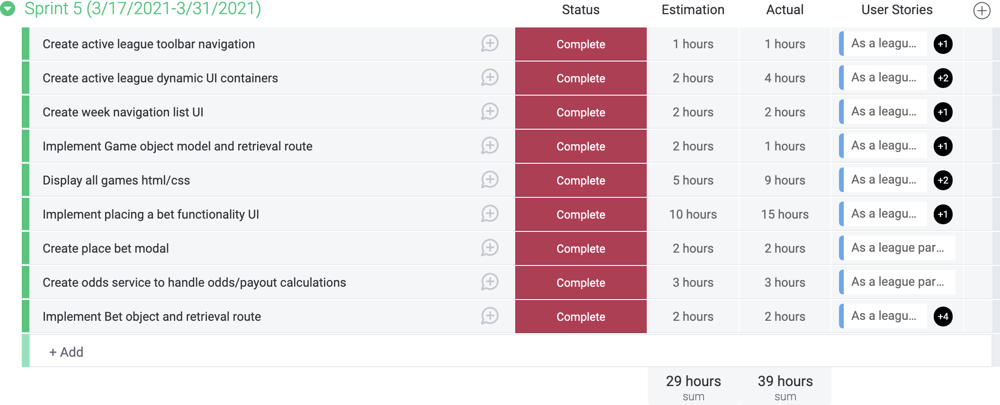 Sprint 5 (3/17/2021-3/31/2021) Status Estimation Actual User Stories
Create active league toolbar navigation Complete 1 hours 1 hours As a leagu... +1
Create active league dynamic UI containers Complete 2 hours 4 hours As a leagu... +2
Create week navigation list UI Complete 2 hours 2 hours As a leagu... +1
Implement Game object model and retrieval route Complete 2 hours 1 hours As a leagu... +1
Display all games html/css Complete 5 hours 9 hours As a leagu... +2
Implement placing a bet functionality UI Complete 10 hours 15 hours As a leagu... +1
Create place bet modal Complete 2 hours 2 hours As a league par...
Create odds service to handle odds/payout calculations Complete 3 hours 3 hours As a league par...
Implement Bet object and retrieval route Complete 2 hours 2 hours As a leagu... +4
+ Add
29 hours 39 hours
sum sum